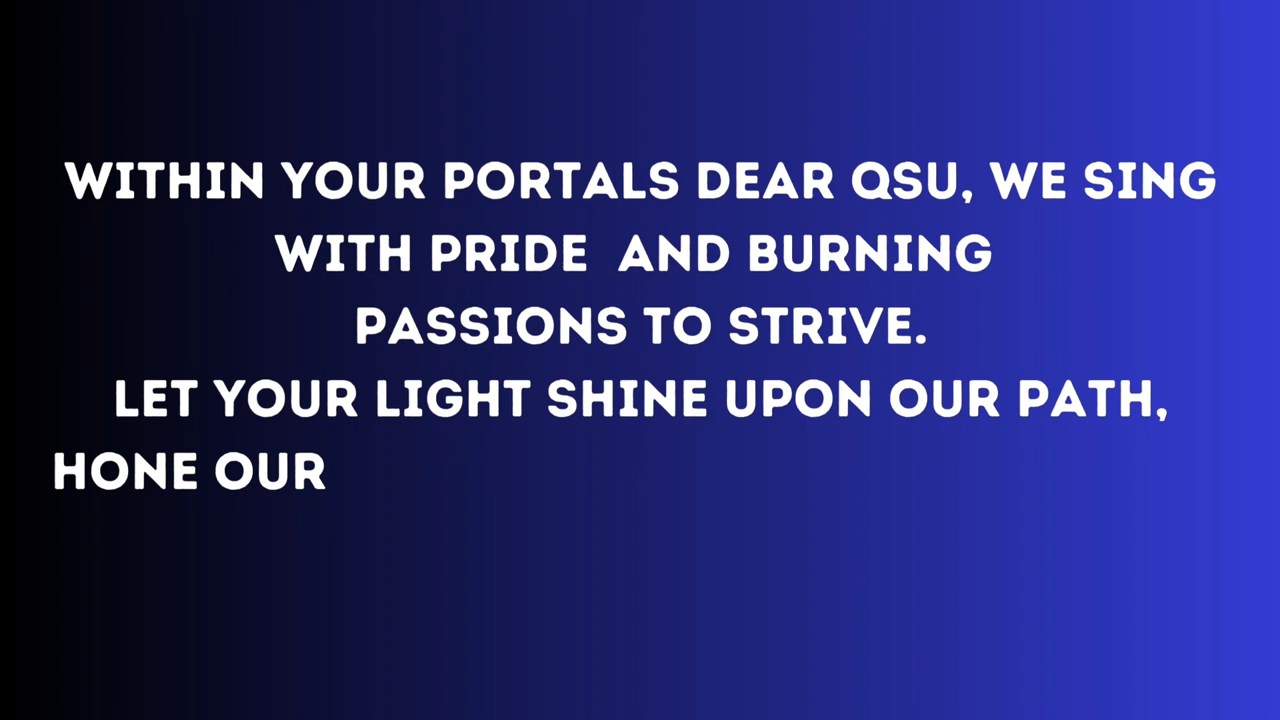 WITHIN YOUR PORTALS DEAR QSU, WE SING
WITH PRIDE  AND BURNING
PASSIONS TO STRIVE.
LET YOUR LIGHT SHINE UPON OUR PATH,
HONE OUR